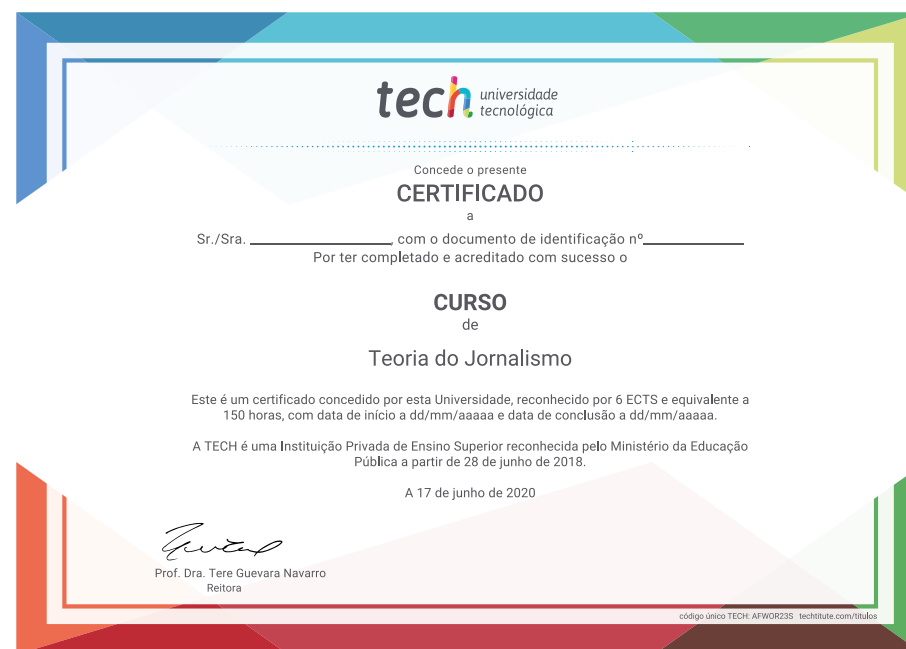 tech universidade
tecnológica
Concede o presente
CERTIFICADO
a
Sr./Sra. ________________, com o documento de identificação nº____________
Por ter completado e acreditado com sucesso o
CURSO
de
Teoria do Jornalismo
Este é um certificado concedido por esta Universidade, reconhecido por 6 ECTS e equivalente a
150 horas, com data de início a dd/mm/aaaaa e data de conclusão a dd/mm/aaaaa.
A TECH é uma Instituição Privada de Ensino Superior reconhecida pelo Ministério da Educação
Pública a partir de 28 de junho de 2018.
A 17 de junho de 2020
Prof. Dra. Tere Guevara Navarro
Reitora
código único TECH: AFWOR23S techtitute.com/titulos